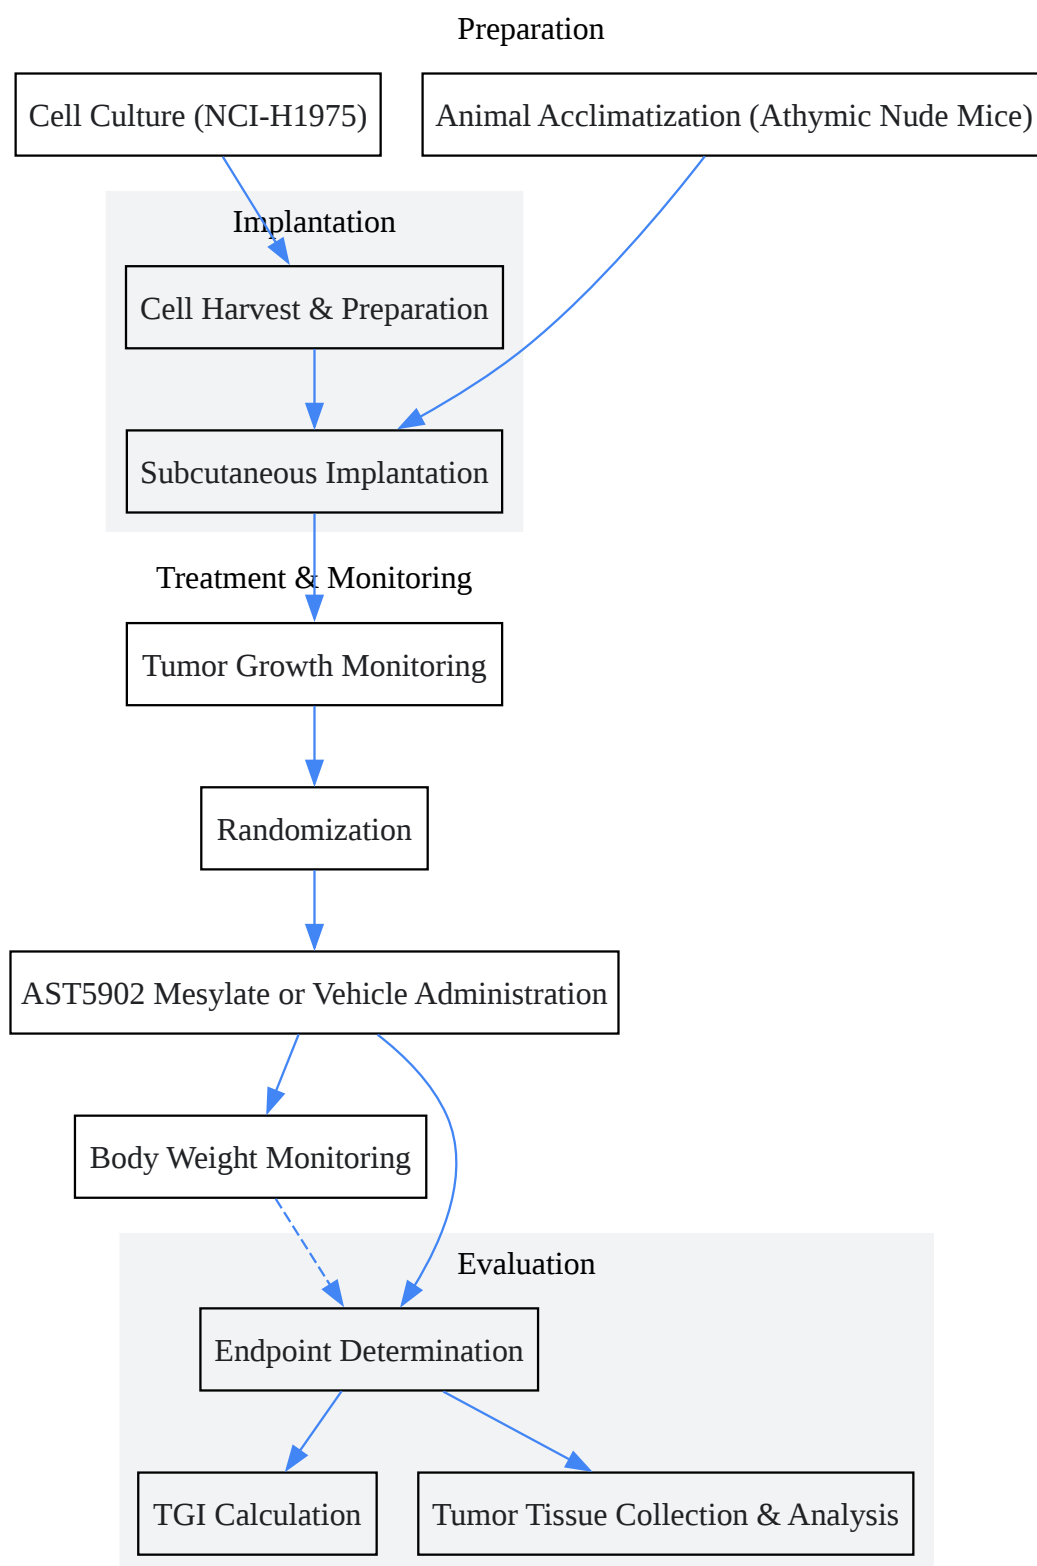 Preparation
Cell Culture (NCI-H1975)
Animal Acclimatization (Athymic Nude Mice)
Implantation
Cell Harvest & Preparation
Subcutaneous Implantation
Treatment & Monitoring
Tumor Growth Monitoring
Randomization
AST5902 Mesylate or Vehicle Administration
Body Weight Monitoring
Evaluation
Endpoint Determination
TGI Calculation
Tumor Tissue Collection & Analysis